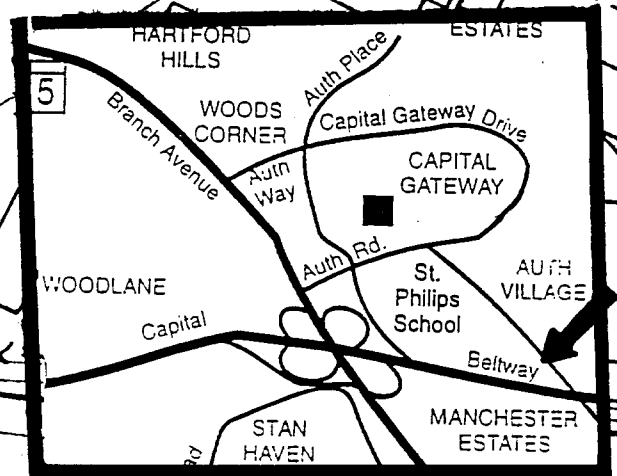 HARTFORD
HILLS
ESTATES
5
Auth Place
Branch Avenue
WOODS
CORNER
Capital Gateway Drive
Auth
Way
CAPITAL
GATEWAY
Auth Rd.
WOODLANE
St.
Philips
School
AUTH
VILLAGE
Capital
Beltway
MANCHESTER
ESTATES
STAN
HAVEN
ad